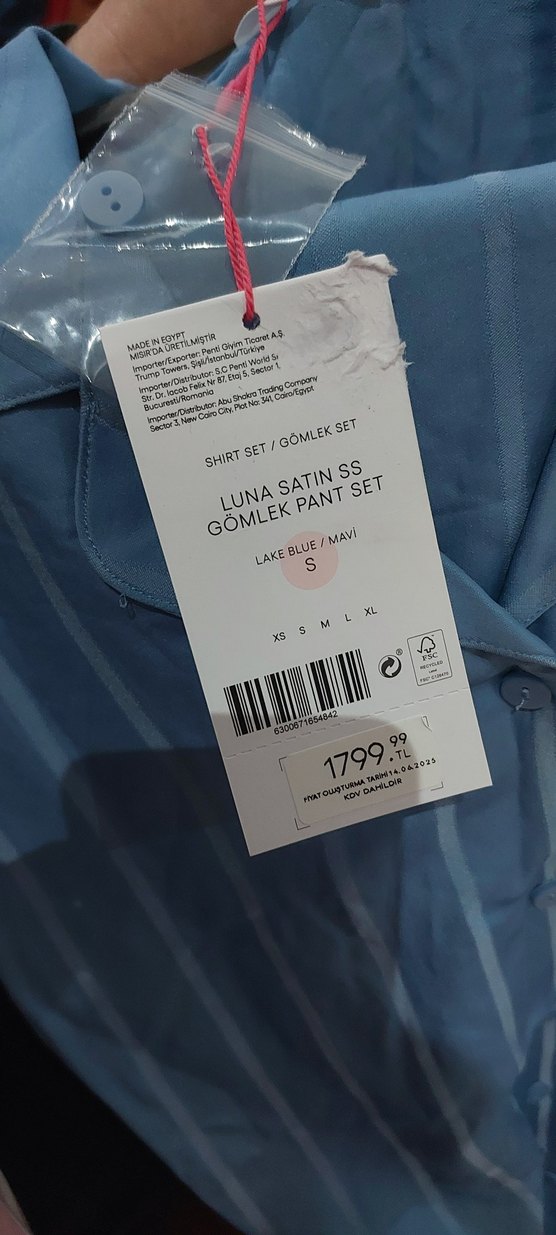 MADE IN EGYPT
MISIR'DA ÜRETİLMİŞTİR
Importer/Exporter: Penti Giyim Ticaret A.Ş.
Trump Towers, Şişli/İstanbul/Türkiye
Importer/Distributor: S.C Penti World Sr
Str. Dr. Iacob Felix Nr 87, Etaj 5, Sector 1,
Bucuresti/Romania
Importer/Distributor: Abu Shakra Trading Company
Sector 3, New Cairo City, Plot No: 341, Cairo/Egypt
SHIRT SET / GÖMLEK SET
LUNA SATIN SS
GÖMLEK PANT SET
LAKE BLUE / MAVİ
S
XS S M L XL
®
FSC
RECYCLED
6300671654842
1799.99
TL
FİYAT OLUŞTURMA TARİHİ 14.06.2025
KDV DAHİLDİR